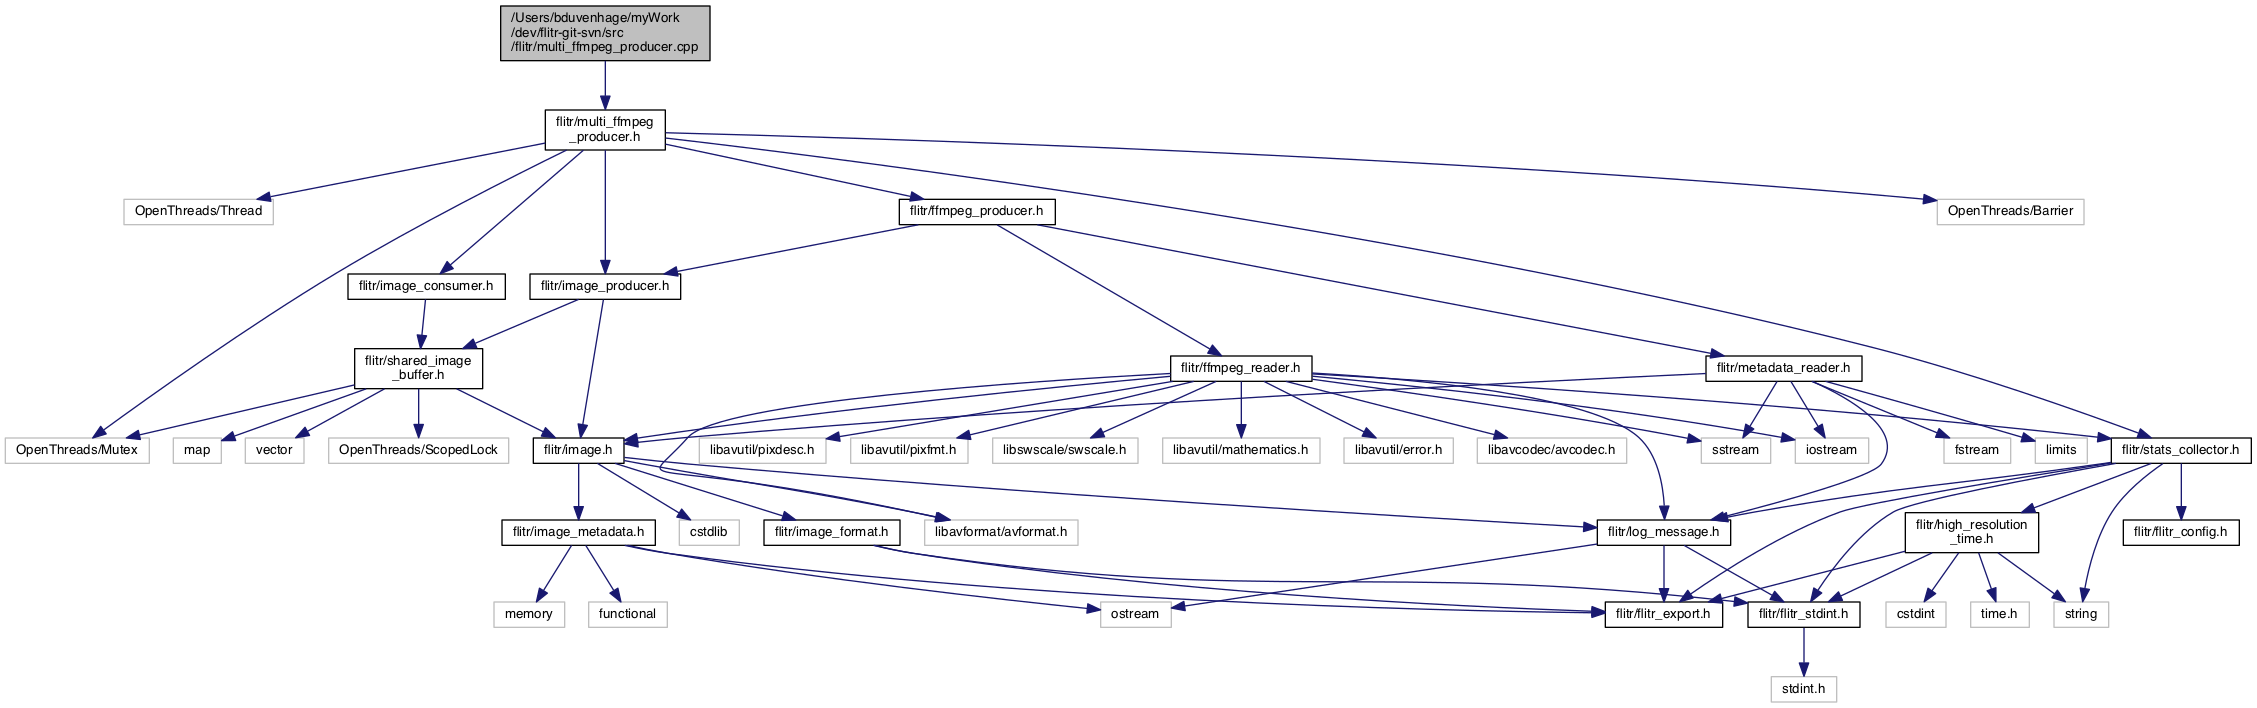 /Users/bduvenhage/myWork
/dev/flitr-git-svn/src
/flitr/multi_ffmpeg_producer.cpp
flitr/multi_ffmpeg
_producer.h
OpenThreads/Thread
flitr/ffmpeg_producer.h
OpenThreads/Barrier
flitr/image_consumer.h
flitr/image_producer.h
flitr/shared_image
_buffer.h
flitr/ffmpeg_reader.h
flitr/metadata_reader.h
OpenThreads/Mutex
map
vector
OpenThreads/ScopedLock
flitr/image.h
libavutil/pixdesc.h
libavutil/pixfmt.h
libswscale/swscale.h
libavutil/mathematics.h
libavutil/error.h
libavcodec/avcodec.h
sstream
iostream
fstream
limits
flitr/stats_collector.h
flitr/image_metadata.h
cstdlib
flitr/image_format.h
libavformat/avformat.h
flitr/log_message.h
flitr/high_resolution
_time.h
flitr/flitr_config.h
memory
functional
ostream
flitr/flitr_export.h
flitr/flitr_stdint.h
cstdint
time.h
string
stdint.h